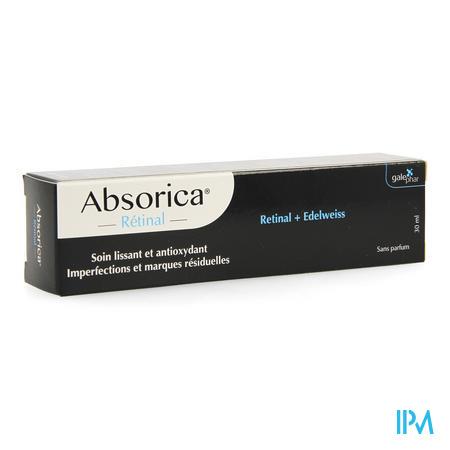 Absorica®
Rétinal
Soin lissant et antioxydant
Imperfections et marques résiduelles
Retinal + Edelweiss
galephar
Sans parfum
30 ml
Absorica®
Rétinal
IPM